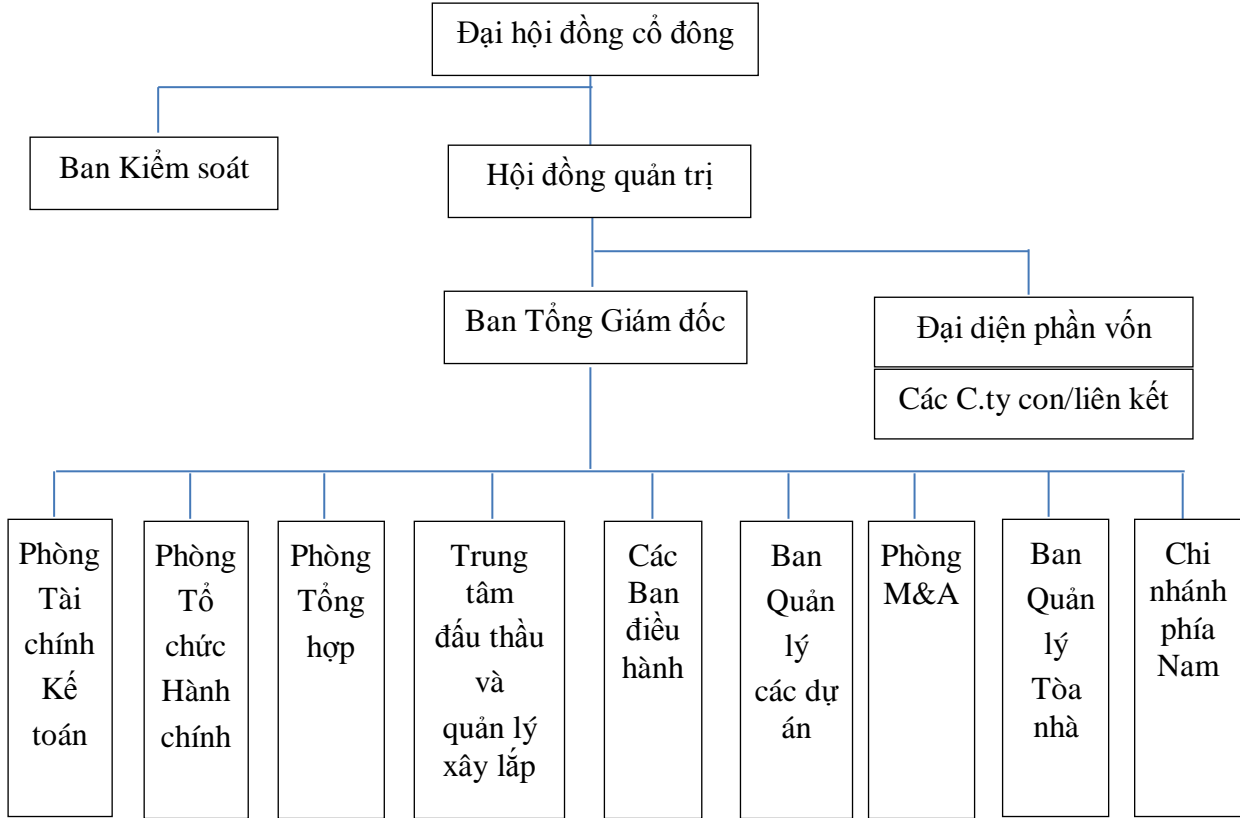 Đại hội đồng cổ đông
Ban Kiểm soát
Hội đồng quản trị
Ban Tổng Giám đốc
Đại diện phần vốn
Các C.ty con/liên kết
Phòng
Tài
chính
Kế
toán
Phòng
Tổ
chức
Hành
chính
Phòng
Tổng
hợp
Trung
tâm
đấu thầu
và
quản lý
xây lắp
Các
Ban
điều
hành
Ban
Quản
lý
các dự
án
Phòng
M&A
Ban
Quản
lý
Tòa
nhà
Chi
nhánh
phía
Nam